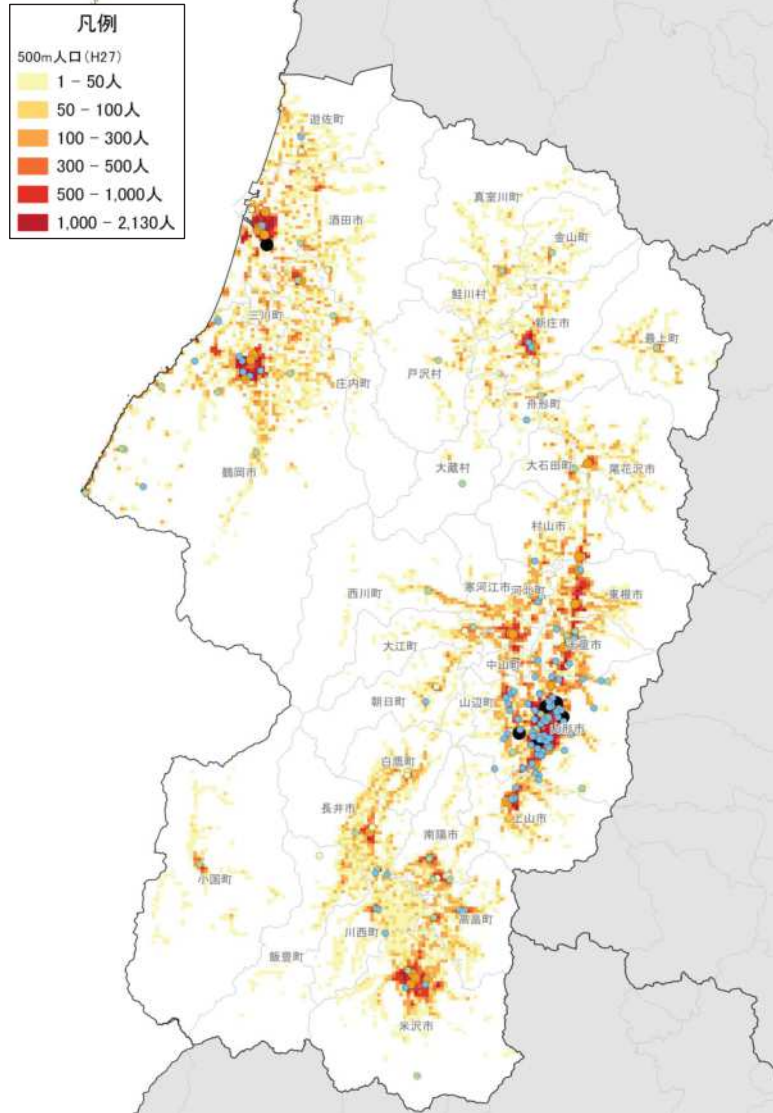 凡例
500m人口(H27)
1 - 50人
50 - 100人
100 - 300人
300 - 500人
500 - 1,000人
1,000 - 2,130人
遊佐町
真室川町
酒田市
金山町
鮭川村
三川町
新庄市
最上町
戸沢村
庄内町
舟形町
大蔵村
大石田町
尾花沢市
鶴岡市
村山市
西川町
寒河江市
河北町
東根市
大江町
天童市
中山町
朝日町
山辺町
山形市
白鷹町
長井市
上山市
南陽市
小国町
高畠町
川西町
飯豊町
米沢市